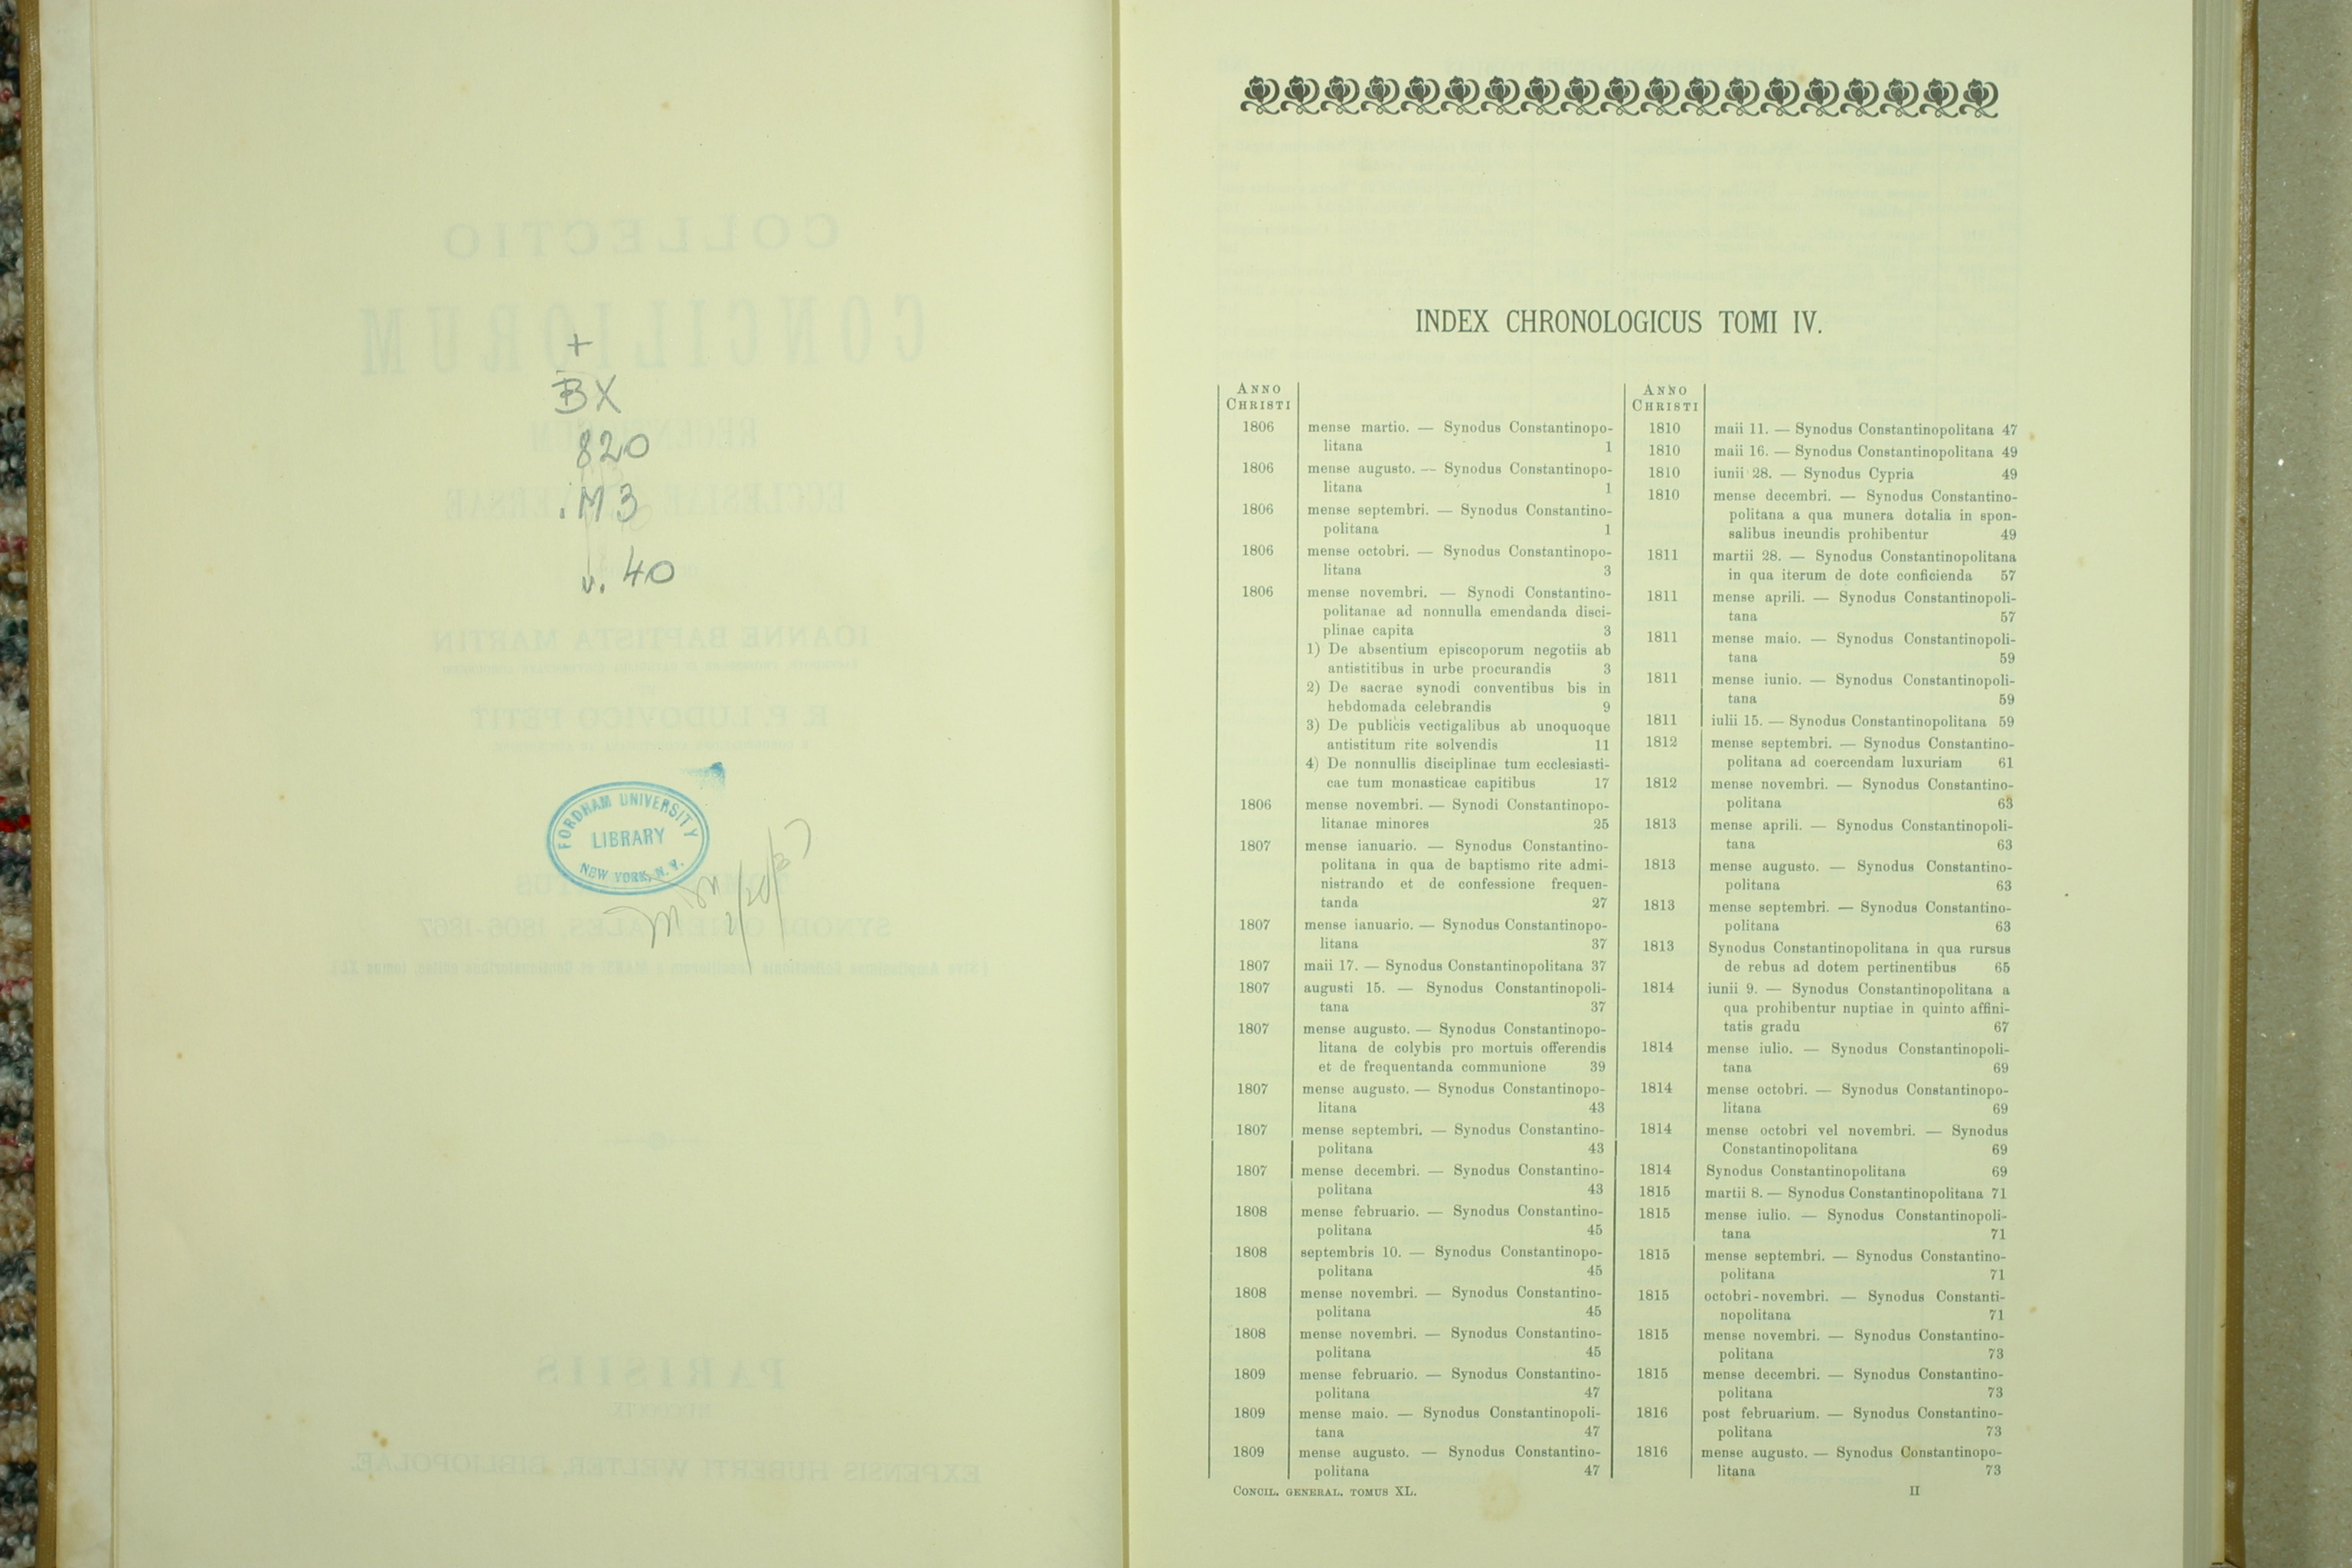 +
BX
820
.M3
v. 40
FORDHAM UNIVERSITY
LIBRARY
NEW YORK, N. Y.
INDEX CHRONOLOGICUS TOMI IV.
ANNO
CHRISTI
1806 mense martio. — Synodus Constantinopo-
litana 1
1806 mense augusto. — Synodus Constantinopo-
litana 1
1806 mense septembri. — Synodus Constantino-
politana 1
1806 mense octobri. — Synodus Constantinopo-
litana 3
1806 mense novembri. — Synodi Constantino-
politanae ad nonnulla emendanda disci-
plinae capita 3
1) De absentium episcoporum negotiis ab
antistitibus in urbe procurandis 3
2) De sacrae synodi conventibus bis in
hebdomada celebrandis 9
3) De publicis vectigalibus ab unoquoque
antistitum rite solvendis 11
4) De nonnullis disciplinae tum ecclesiasti-
cae tum monasticae capitibus 17
1806 mense novembri. — Synodi Constantinopo-
litanae minores 25
1807 mense ianuario. — Synodus Constantino-
politana in qua de baptismo rite admi-
nistrando et de confessione frequen-
tanda 27
1807 mense ianuario. — Synodus Constantinopo-
litana 37
1807 maii 17. — Synodus Constantinopolitana 37
1807 augusti 15. — Synodus Constantinopoli-
tana 37
1807 mense augusto. — Synodus Constantinopo-
litana de colybis pro mortuis offerendis
et de frequentanda communione 39
1807 mense augusto. — Synodus Constantinopo-
litana 43
1807 mense septembri. — Synodus Constantino-
politana 43
1807 mense decembri. — Synodus Constantino-
politana 43
1808 mense februario. — Synodus Constantino-
politana 45
1808 septembris 10. — Synodus Constantinopo-
politana 45
1808 mense novembri. — Synodus Constantino-
politana 45
1808 mense novembri. — Synodus Constantino-
politana 45
1809 mense februario. — Synodus Constantino-
politana 47
1809 mense maio. — Synodus Constantinopoli-
tana 47
1809 mense augusto. — Synodus Constantino-
politana 47
ANNO
CHRISTI
1810 maii 11. — Synodus Constantinopolitana 47
1810 maii 16. — Synodus Constantinopolitana 49
1810 iunii 28. — Synodus Cypria 49
1810 mense decembri. — Synodus Constantino-
politana a qua munera dotalia in spon-
salibus ineundis prohibentur 49
1811 martii 28. — Synodus Constantinopolitana
in qua iterum de dote conficienda 57
1811 mense aprili. — Synodus Constantinopoli-
tana 57
1811 mense maio. — Synodus Constantinopoli-
tana 59
1811 mense iunio. — Synodus Constantinopoli-
tana 59
1811 iulii 15. — Synodus Constantinopolitana 59
1812 mense septembri. — Synodus Constantino-
politana ad coercendam luxuriam 61
1812 mense novembri. — Synodus Constantino-
politana 63
1813 mense aprili. — Synodus Constantinopoli-
tana 63
1813 mense augusto. — Synodus Constantino-
politana 63
1813 mense septembri. — Synodus Constantino-
politana 63
1813 Synodus Constantinopolitana in qua rursus
de rebus ad dotem pertinentibus 65
1814 iunii 9. — Synodus Constantinopolitana a
qua prohibentur nuptiae in quinto affini-
tatis gradu 67
1814 mense iulio. — Synodus Constantinopoli-
tana 69
1814 mense octobri. — Synodus Constantinopo-
litana 69
1814 mense octobri vel novembri. — Synodus
Constantinopolitana 69
1814 Synodus Constantinopolitana 69
1815 martii 8. — Synodus Constantinopolitana 71
1815 mense iulio. — Synodus Constantinopoli-
tana 71
1815 mense septembri. — Synodus Constantino-
politana 71
1815 octobri-novembri. — Synodus Constanti-
nopolitana 71
1815 mense novembri. — Synodus Constantino-
politana 73
1815 mense decembri. — Synodus Constantino-
politana 73
1816 post februarium. — Synodus Constantino-
politana 73
1816 mense augusto. — Synodus Constantinopo-
litana 73
CONCIL. GENERAL. TOMUS XL. II